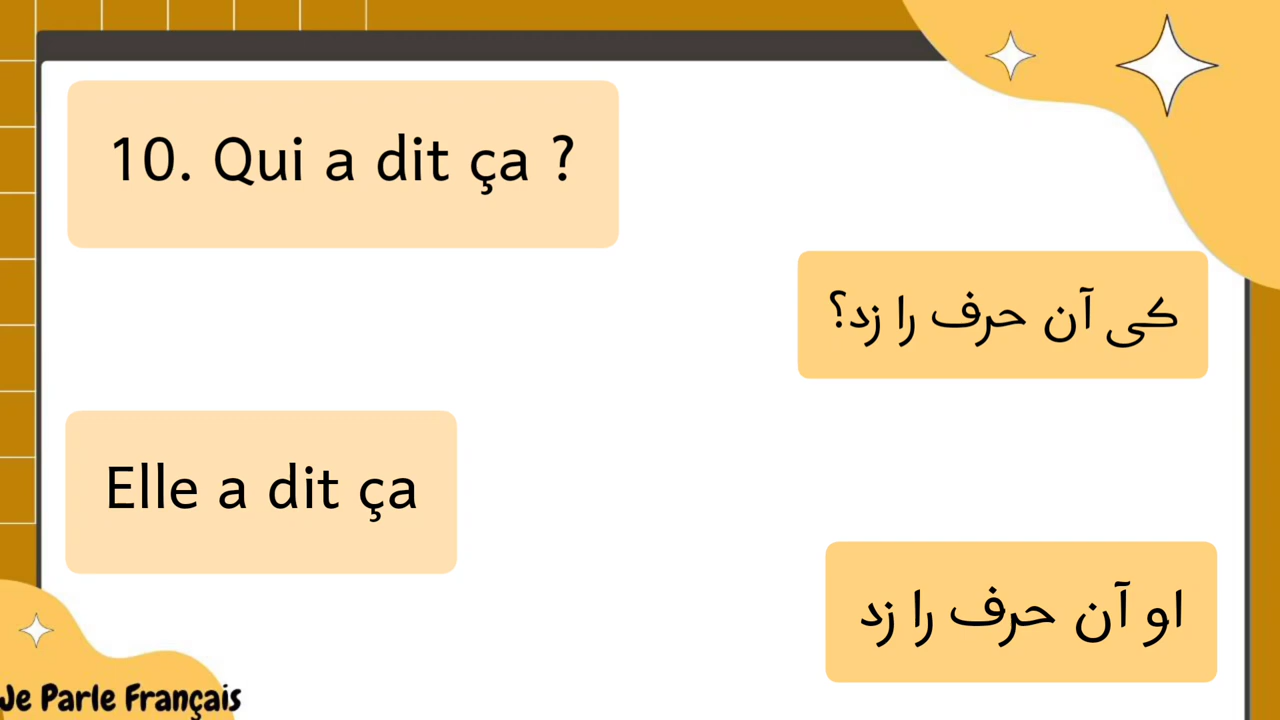 10. Qui a dit ça ?
کی آن حرف را زد؟
Elle a dit ça
او آن حرف را زد
Je Parle Français